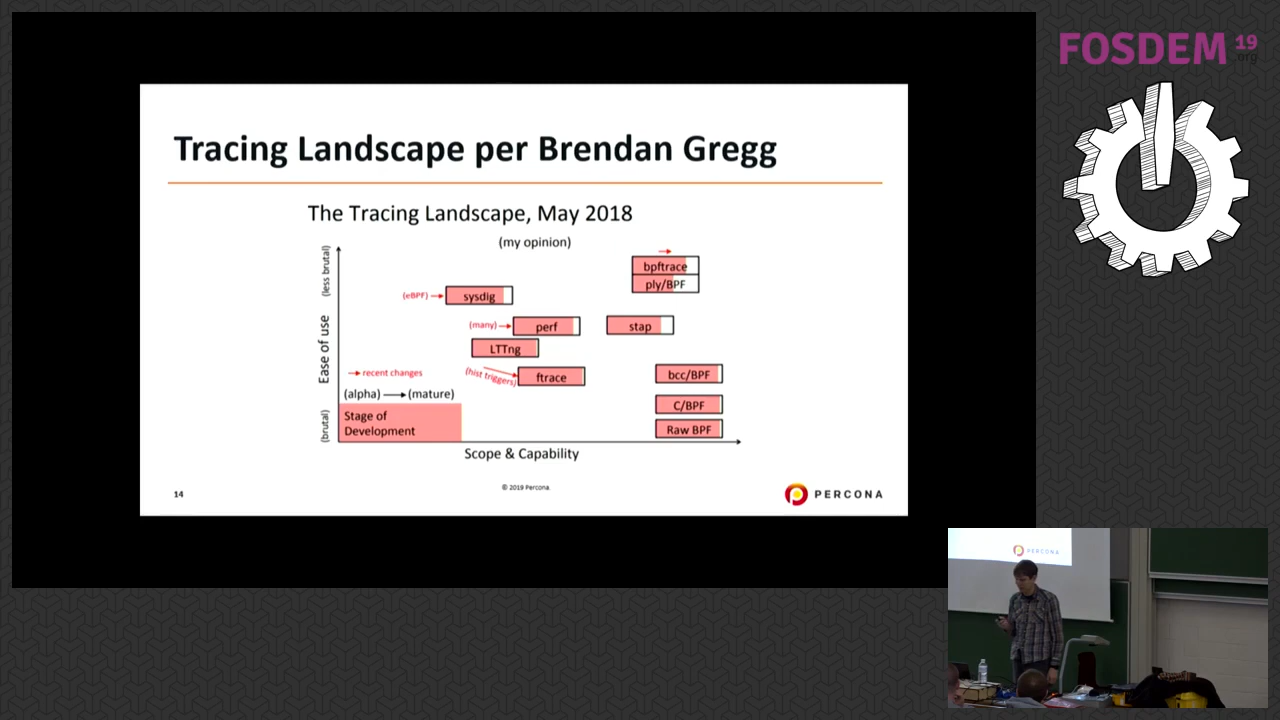 FOSDEM 19
.org
Tracing Landscape per Brendan Gregg
The Tracing Landscape, May 2018
(my opinion)
(less brutal)
Ease of use
(brutal)
bpftrace
ply/BPF
(eBPF)
sysdig
(many)
perf
stap
LTTng
(hist triggers)
ftrace
bcc/BPF
recent changes
(alpha)
(mature)
C/BPF
Stage of
Development
Raw BPF
Scope & Capability
14
© 2019 Percona.
PERCONA
PERCONA